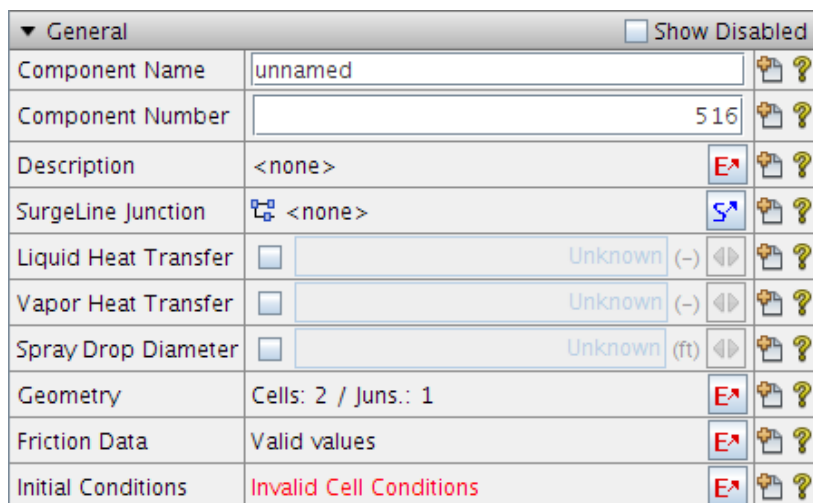 ▼ General Show Disabled
Component Name unnamed
Component Number 516
Description <none> E
SurgeLine Junction <none> S
Liquid Heat Transfer Unknown (-)
Vapor Heat Transfer Unknown (-)
Spray Drop Diameter Unknown (ft)
Geometry Cells: 2 / Juns.: 1 E
Friction Data Valid values E
Initial Conditions Invalid Cell Conditions E